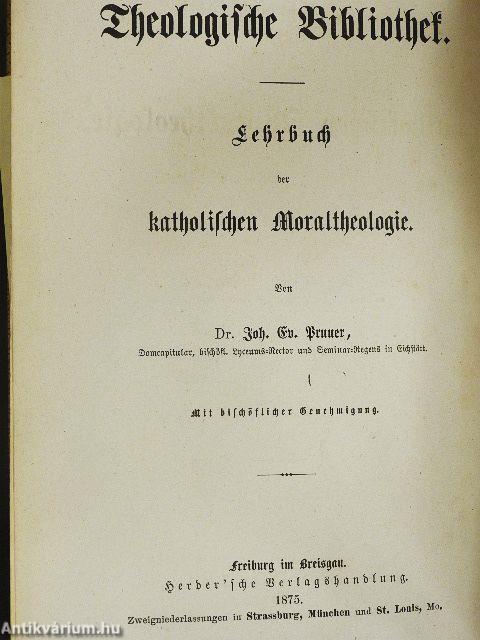 Theologische Bibliothek.
Lehrbuch
der
katholischen Moraltheologie.
Von
Dr. Joh. Ev. Pruner,
Domcapitular, bischöfl. Lyceums-Rector und Seminar-Regens in Eichstätt.
Mit bischöflicher Genehmigung.
Freiburg im Breisgau.
Herder'sche Verlagshandlung.
1875.
Zweigniederlassungen in Strassburg, München und St. Louis, Mo.
Antikvárium.hu